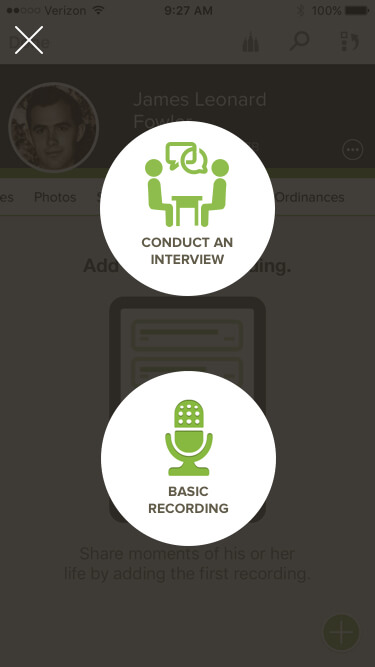 Verizon
9:27 AM
100%
James Leonard
Fowler
es
Photos
S
Ordinances
Add
ding.
CONDUCT AN
INTERVIEW
BASIC
RECORDING
Share moments of his or her
life by adding the first recording.